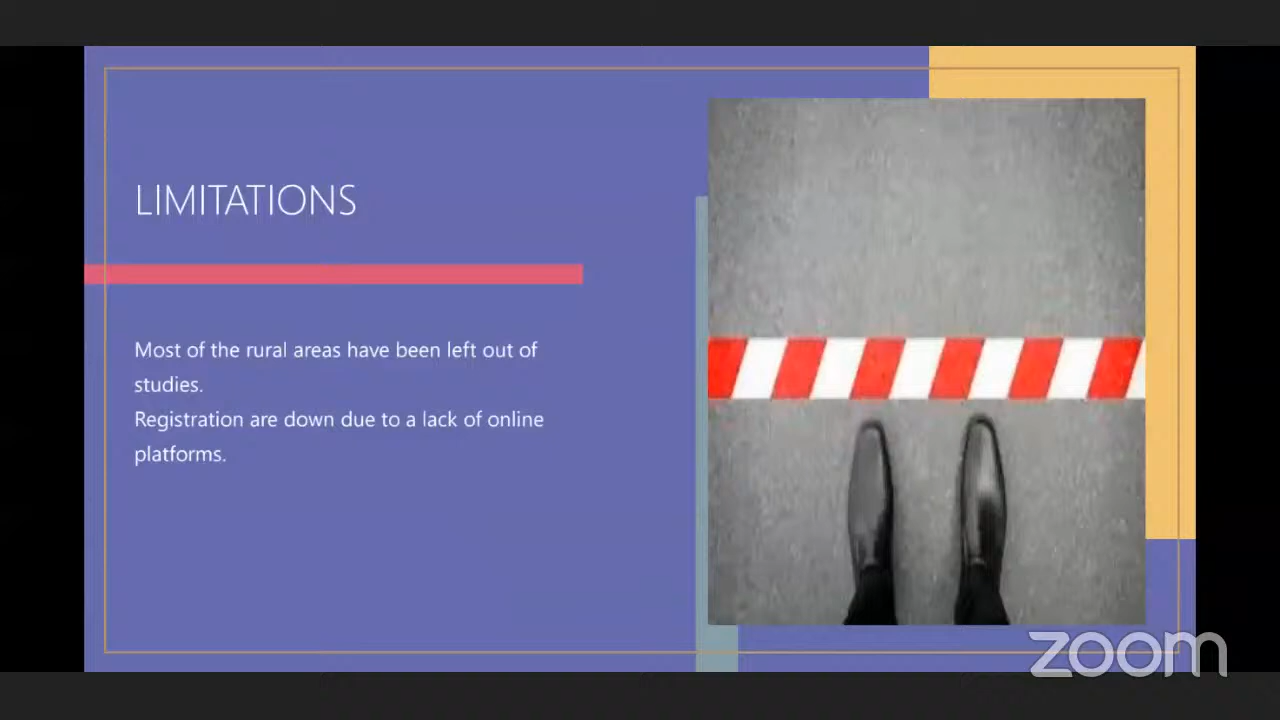 LIMITATIONS
Most of the rural areas have been left out of
studies.
Registration are down due to a lack of online
platforms.
zoom